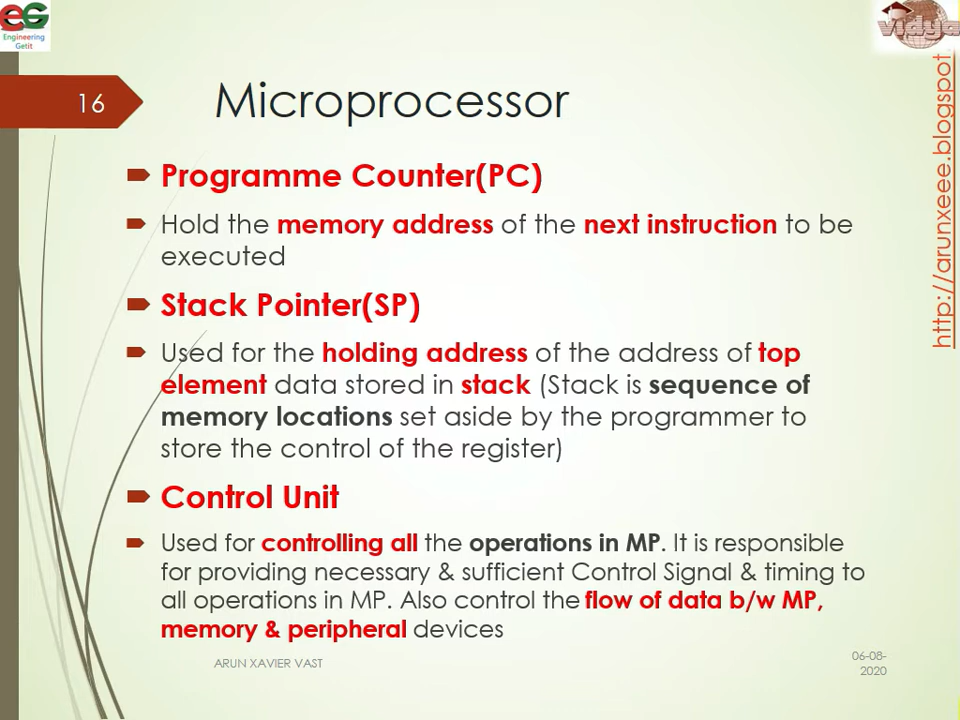 eG
Engineering
Getit
vidya
http://arunxeee.blogspot.
16
Microprocessor
Programme Counter(PC)
Hold the memory address of the next instruction to be
executed
Stack Pointer(SP)
Used for the holding address of the address of top
element data stored in stack (Stack is sequence of
memory locations set aside by the programmer to
store the control of the register)
Control Unit
Used for controlling all the operations in MP. It is responsible
for providing necessary & sufficient Control Signal & timing to
all operations in MP. Also control the flow of data b/w MP,
memory & peripheral devices
ARUN XAVIER VAST
06-08-
2020